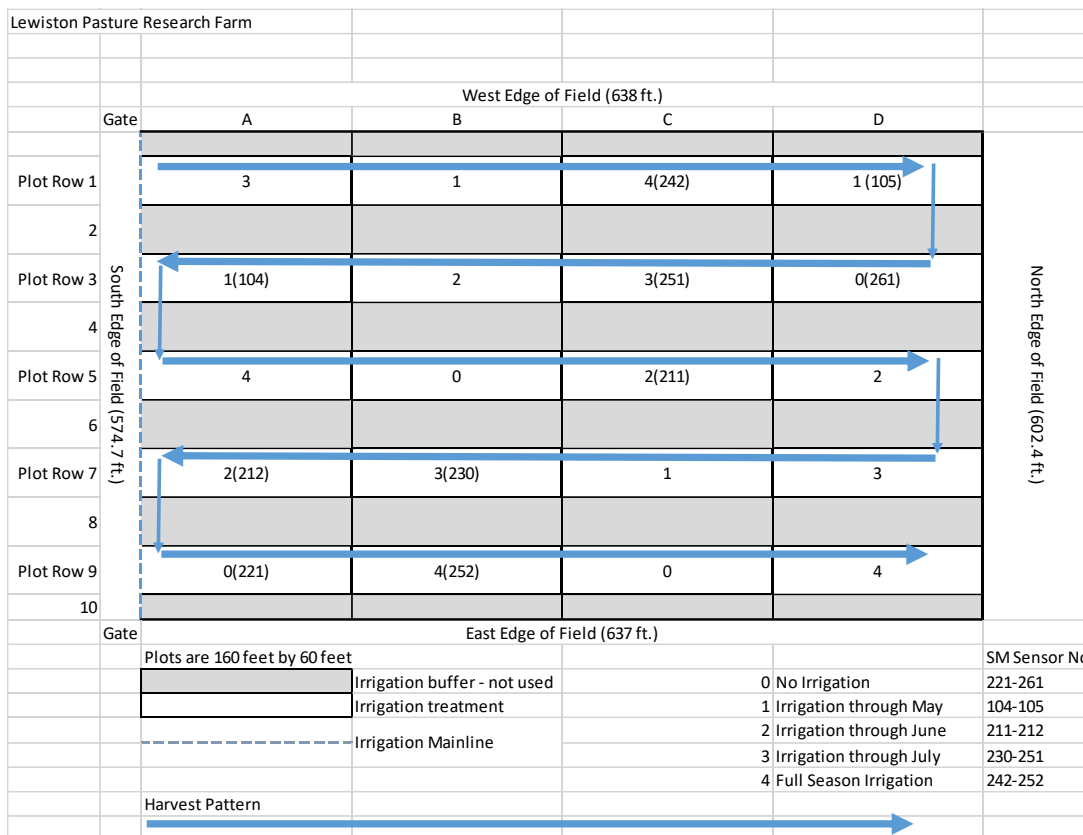 Lewiston Pasture Research Farm
West Edge of Field (638 ft.)
Gate A B C D
Plot Row 1 3 1 4(242) 1 (105)
2
Plot Row 3 1(104) 2 3(251) 0(261)
4
Plot Row 5 4 0 2(211) 2
6
Plot Row 7 2(212) 3(230) 1 3
8
Plot Row 9 0(221) 4(252) 0 4
10
South Edge of Field (574.7 ft.)
North Edge of Field (602.4 ft.)
Gate East Edge of Field (637 ft.)
Plots are 160 feet by 60 feet SM Sensor No
Irrigation buffer - not used 0 No Irrigation 221-261
Irrigation treatment 1 Irrigation through May 104-105
Irrigation Mainline 2 Irrigation through June 211-212
3 Irrigation through July 230-251
4 Full Season Irrigation 242-252
Harvest Pattern